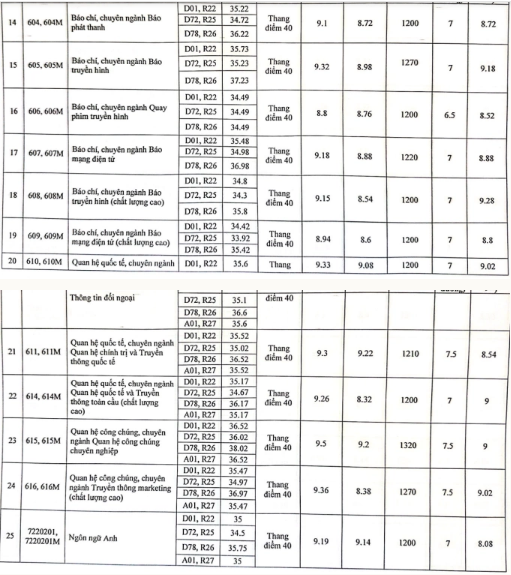 14 604, 604M Báo chí, chuyên ngành Báo phát thanh D01, R22 35.22 Thang điểm 40 9.1 8.72 1200 7 8.72
D72, R25 34.72
D78, R26 36.22
15 605, 605M Báo chí, chuyên ngành Báo truyền hình D01, R22 35.73 Thang điểm 40 9.32 8.98 1270 7 9.18
D72, R25 35.23
D78, R26 37.23
16 606, 606M Báo chí, chuyên ngành Quay phim truyền hình D01, R22 34.49 Thang điểm 40 8.8 8.76 1200 6.5 8.52
D72, R25 34.49
D78, R26 34.49
17 607, 607M Báo chí, chuyên ngành Báo mạng điện tử D01, R22 35.48 Thang điểm 40 9.18 8.88 1220 7 8.88
D72, R25 34.98
D78, R26 36.98
18 608, 608M Báo chí, chuyên ngành Báo truyền hình (chất lượng cao) D01, R22 34.8 Thang điểm 40 9.15 8.54 1200 7 9.28
D72, R25 34.3
D78, R26 35.8
19 609, 609M Báo chí, chuyên ngành Báo mạng điện tử (chất lượng cao) D01, R22 34.42 Thang điểm 40 8.94 8.6 1200 7 8.8
D72, R25 33.92
D78, R26 35.42
20 610, 610M Quan hệ quốc tế, chuyên ngành D01, R22 35.6 Thang 9.33 9.08 1200 7 9.02
Thông tin đối ngoại D72, R25 35.1 điểm 40
D78, R26 36.6
A01, R27 35.6
21 611, 611M Quan hệ quốc tế, chuyên ngành Quan hệ chính trị và Truyền thông quốc tế D01, R22 35.52 Thang điểm 40 9.3 9.22 1210 7.5 8.54
D72, R25 35.02
D78, R26 36.52
A01, R27 35.52
22 614, 614M Quan hệ quốc tế, chuyên ngành Quan hệ quốc tế và Truyền thông toàn cầu (chất lượng cao) D01, R22 35.17 Thang điểm 40 9.26 8.32 1200 7 9
D72, R25 34.67
D78, R26 36.17
A01, R27 35.17
23 615, 615M Quan hệ công chúng, chuyên ngành Quan hệ công chúng chuyên nghiệp D01, R22 36.52 Thang điểm 40 9.5 9.2 1320 7.5 9
D72, R25 36.02
D78, R26 38.02
A01, R27 36.52
24 616, 616M Quan hệ công chúng, chuyên ngành Truyền thông marketing (chất lượng cao) D01, R22 35.47 Thang điểm 40 9.36 8.38 1270 7.5 9.02
D72, R25 34.97
D78, R26 36.97
A01, R27 35.47
25 7220201, 7220201M Ngôn ngữ Anh D01, R22 35 Thang điểm 40 9.19 9.14 1200 7 8.08
D72, R25 34.5
D78, R26 35.75
A01, R27 35